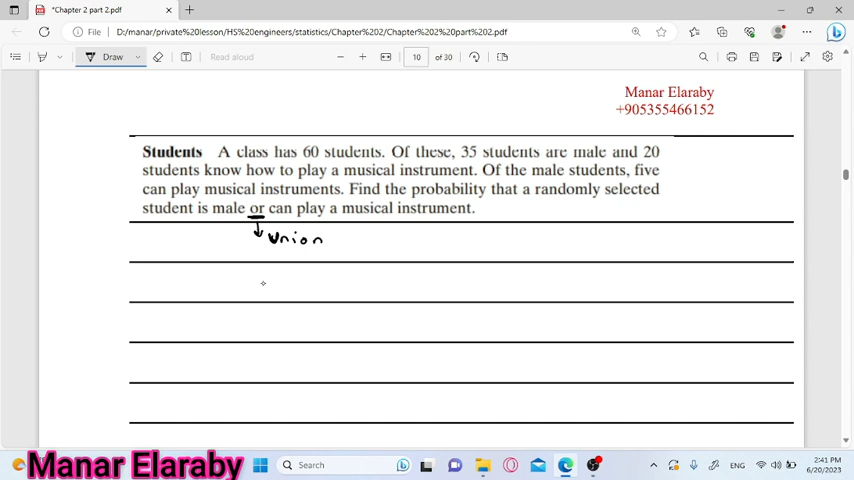 *Chapter 2 part 2.pdf
File
D:/manar/private%20lesson/HS%20engineers/statistics/Chapter%202/Chapter%202%20part%202.pdf
Draw
Read aloud
10 of 30
Manar Elaraby
+905355466152
Students A class has 60 students. Of these, 35 students are male and 20
students know how to play a musical instrument. Of the male students, five
can play musical instruments. Find the probability that a randomly selected
student is male or can play a musical instrument.
union
Manar Elaraby
Search
ENG
2:41 PM
6/20/2023